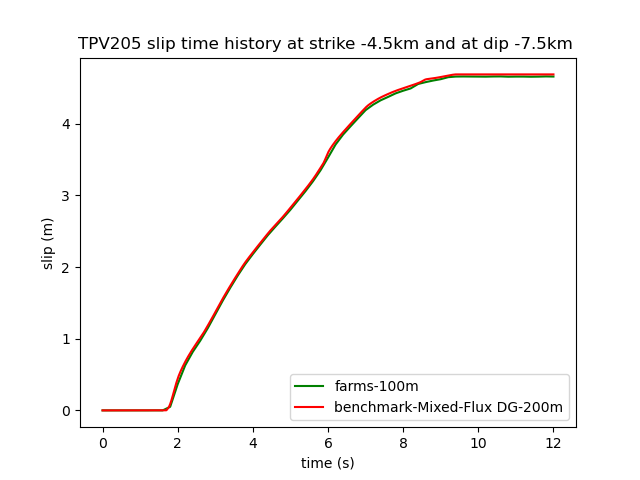 TPV205 slip time history at strike -4.5km and at dip -7.5km
slip (m)
4
3
2
1
0
farms-100m
benchmark-Mixed-Flux DG-200m
0 2 4 6 8 10 12
time (s)